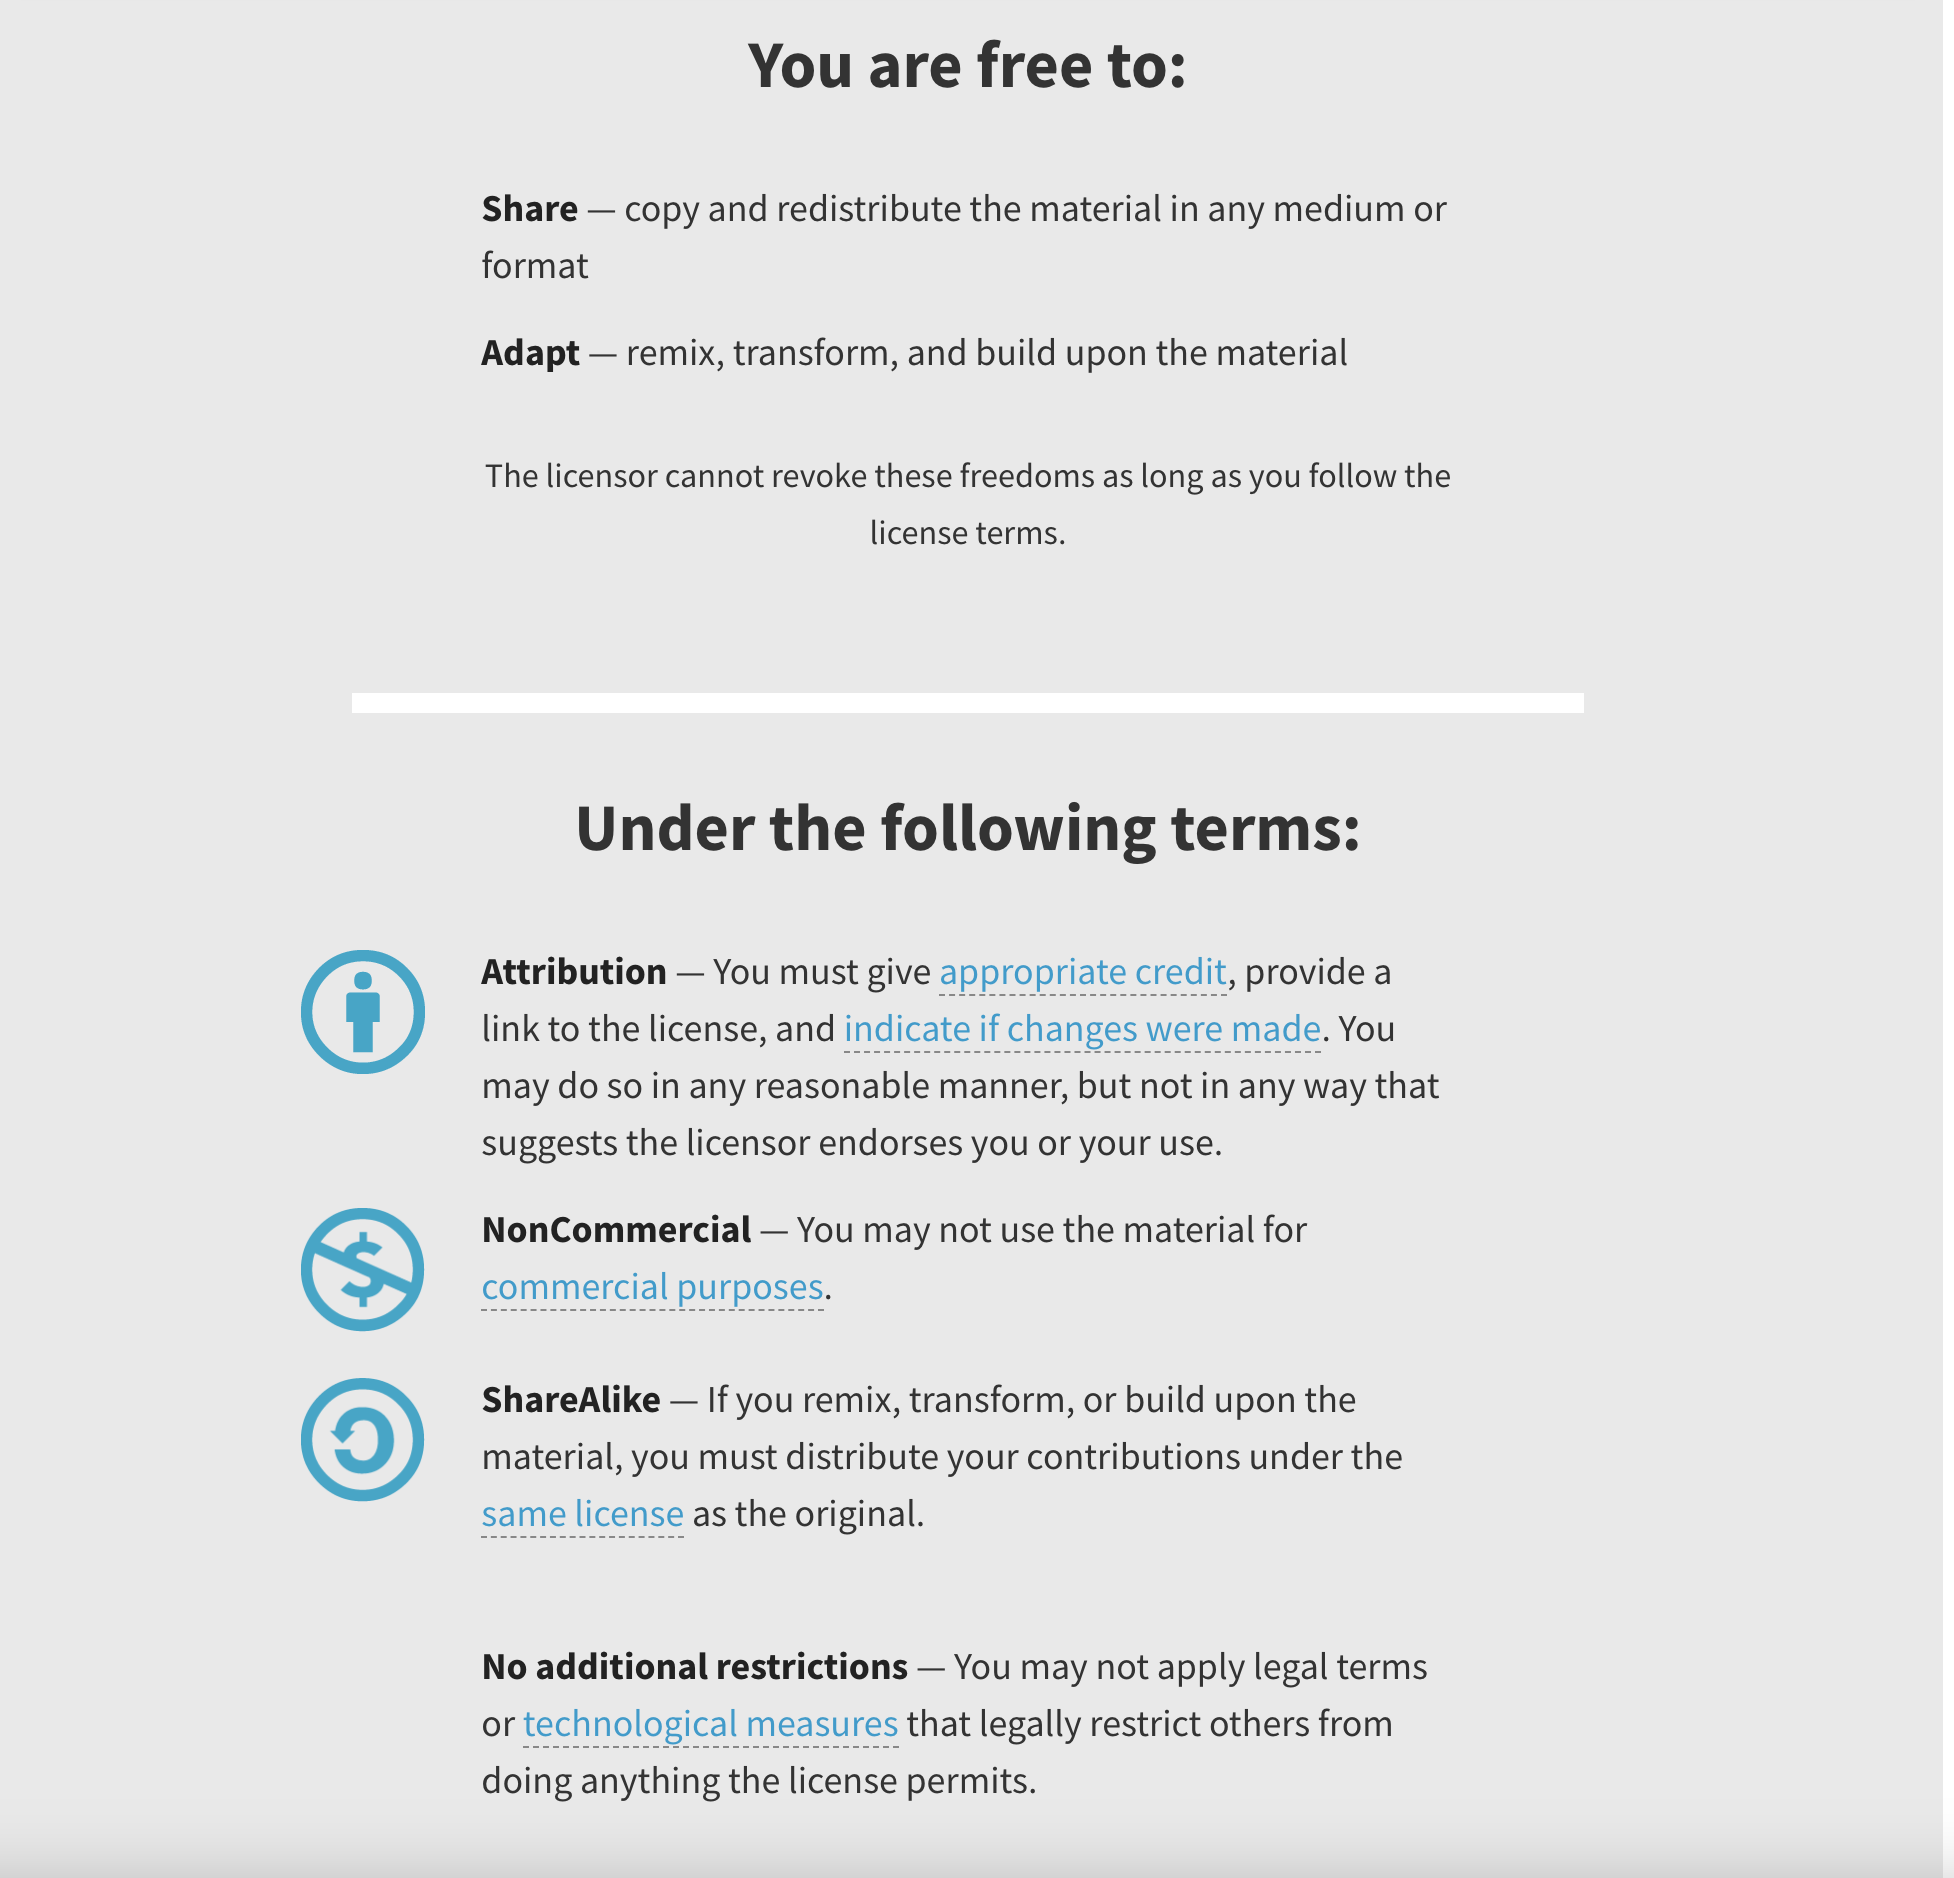 You are free to:
Share — copy and redistribute the material in any medium or
format
Adapt — remix, transform, and build upon the material
The licensor cannot revoke these freedoms as long as you follow the
license terms.
Under the following terms:
Attribution — You must give appropriate credit, provide a
link to the license, and indicate if changes were made. You
may do so in any reasonable manner, but not in any way that
suggests the licensor endorses you or your use.
NonCommercial — You may not use the material for
commercial purposes.
ShareAlike — If you remix, transform, or build upon the
material, you must distribute your contributions under the
same license as the original.
No additional restrictions — You may not apply legal terms
or technological measures that legally restrict others from
doing anything the license permits.